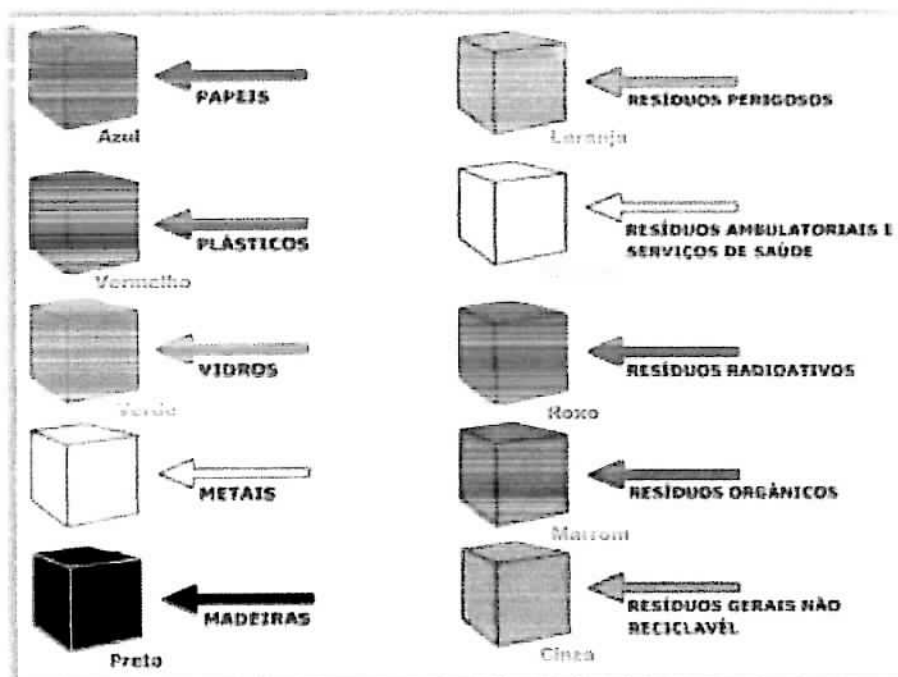 PAPEIS
Azul
PLÁSTICOS
Vermelho
VIDROS
Verde
METAIS
MADEIRAS
Preto
RESÍDUOS PERIGOSOS
Laranja
RESÍDUOS AMBULATORIAIS E
SERVIÇOS DE SAÚDE
RESÍDUOS RADIOATIVOS
Roxo
RESÍDUOS ORGÂNICOS
Marrom
RESÍDUOS GERAIS NÃO
RECICLAVÉL
Cinza